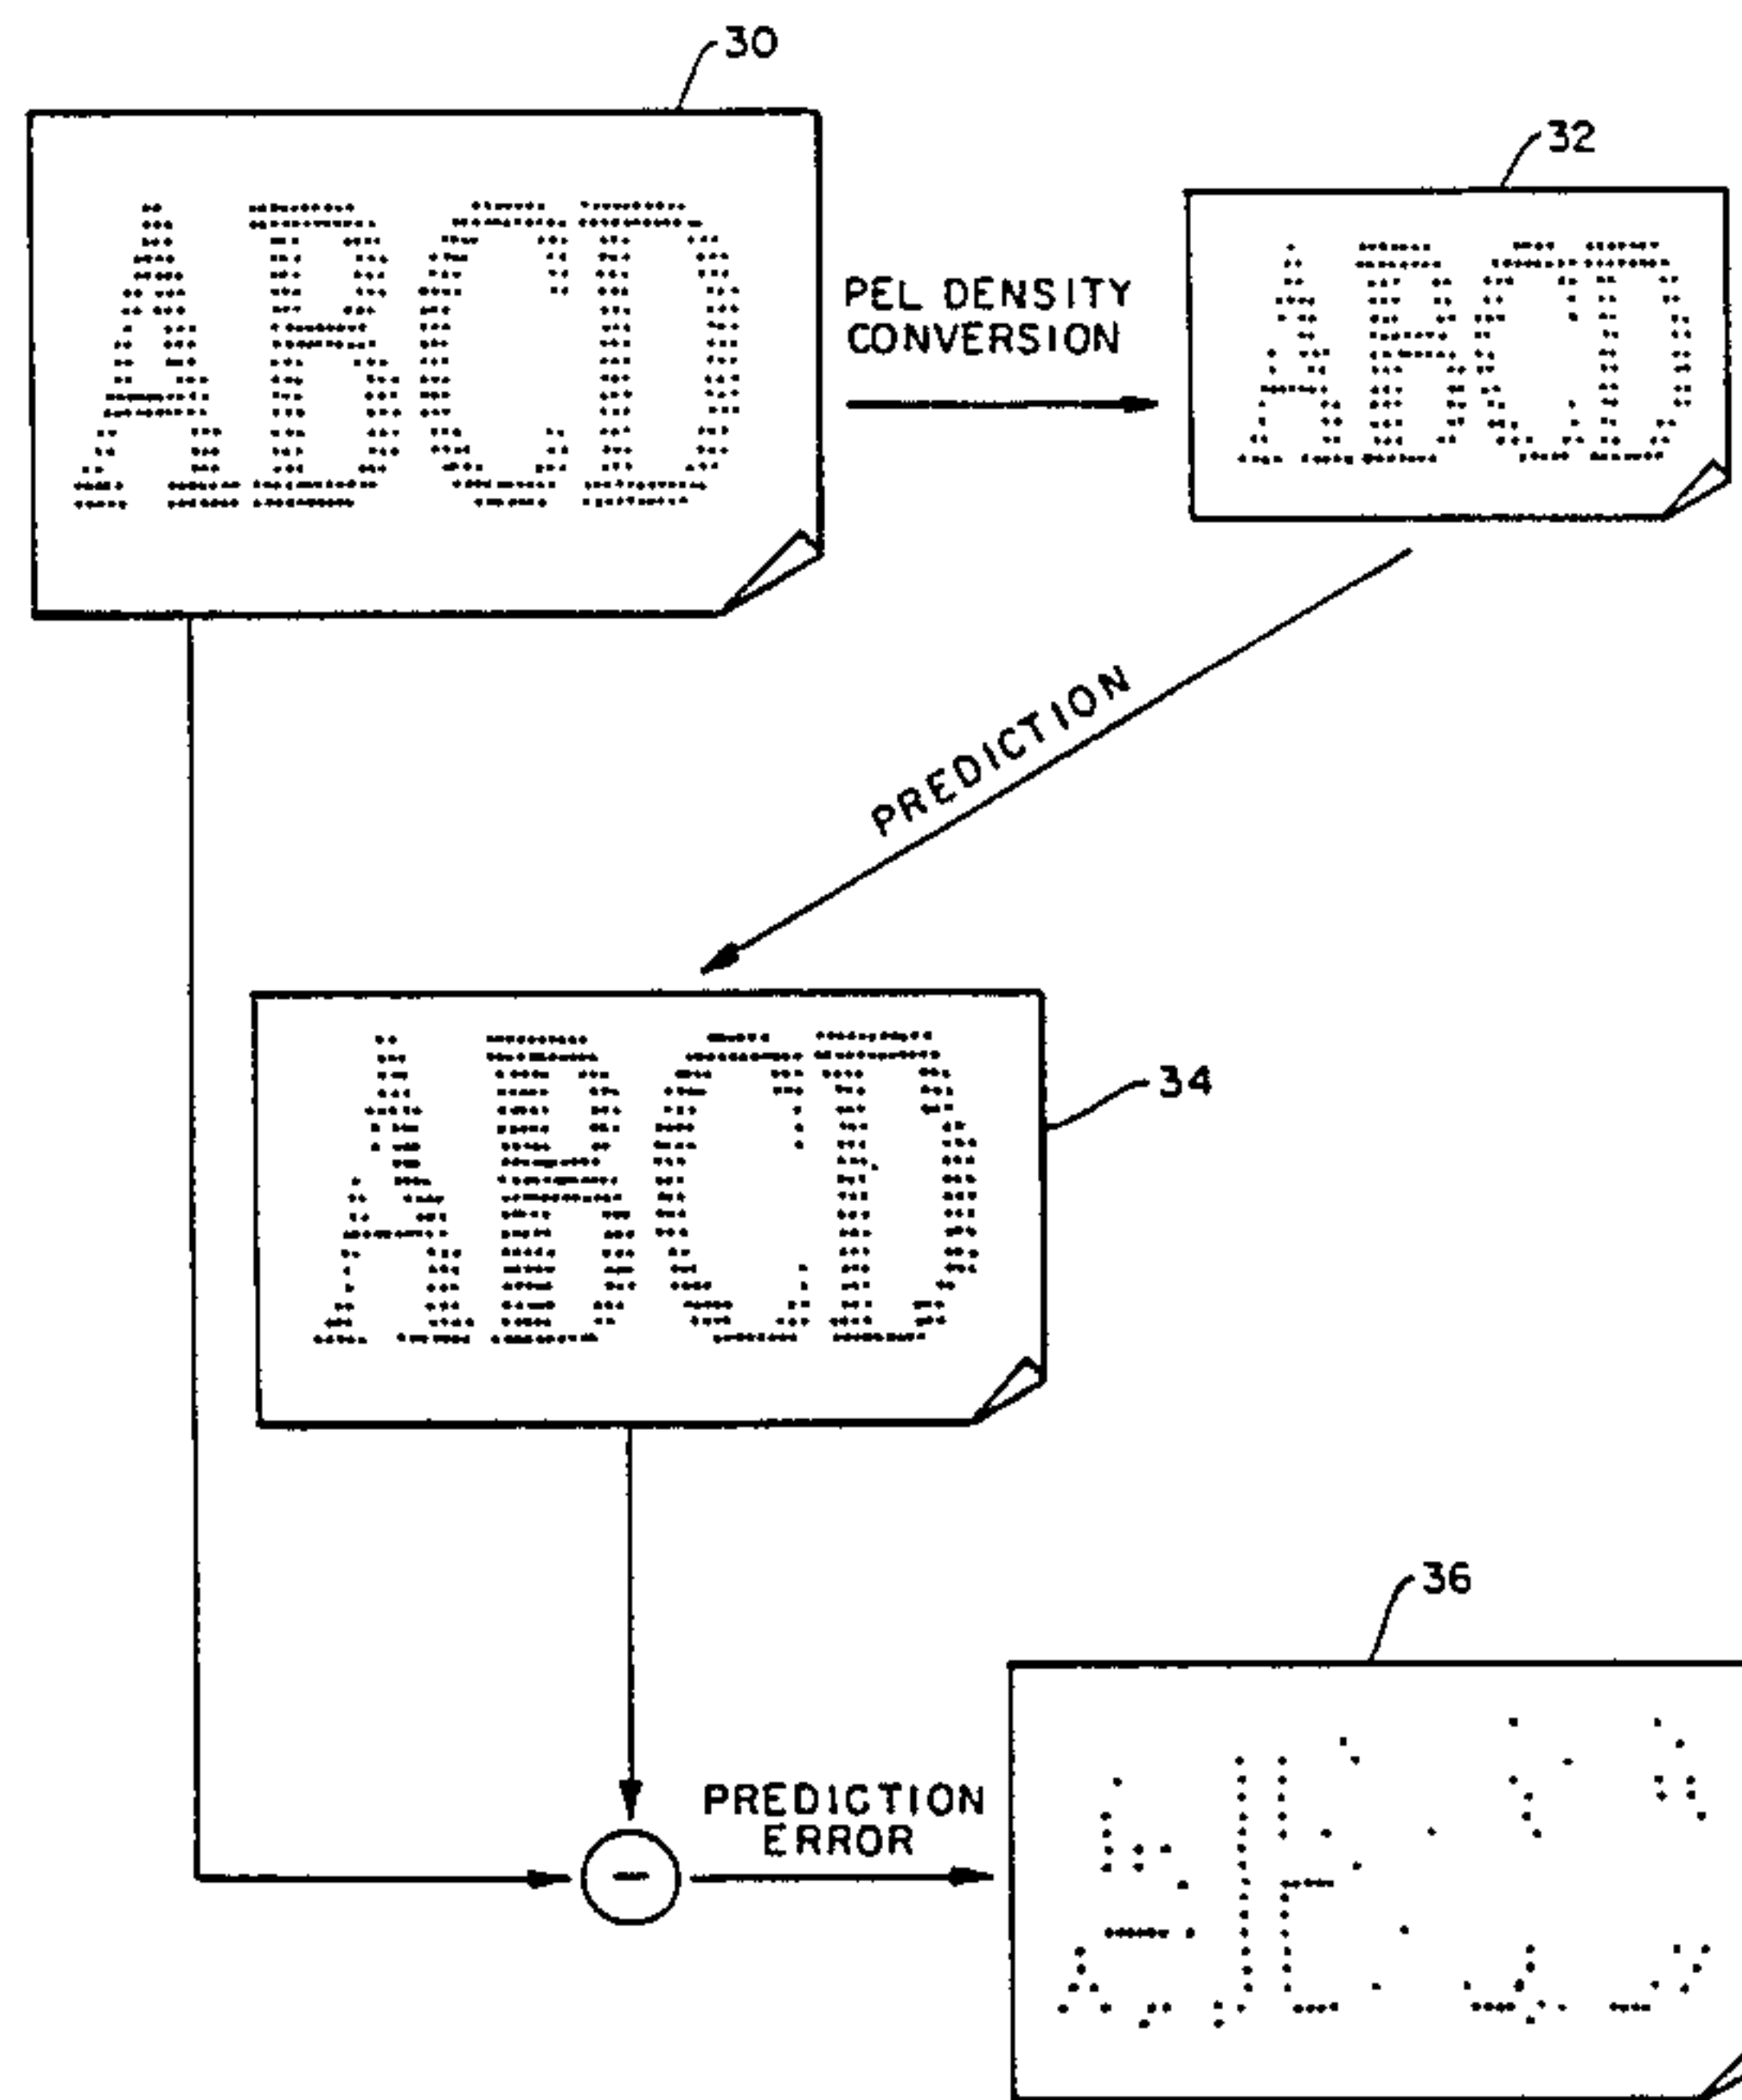 30
32
ABCD
PEL DENSITY
CONVERSION
ABCD
PREDICTION
ABCD
34
36
PREDICTION
ERROR